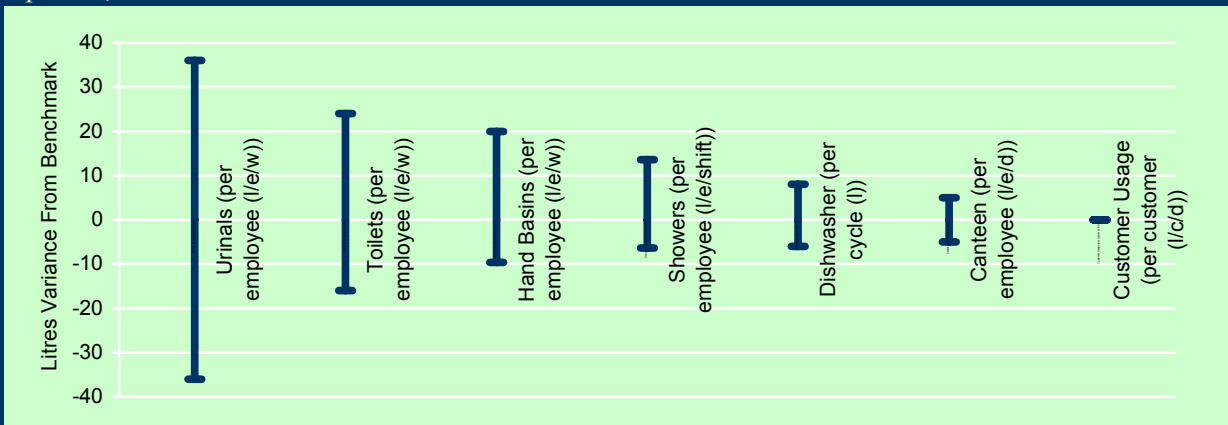 40
30
20
10
0
-10
-20
-30
-40
Litres Variance From Benchmark
Urinals (per
employee (l/e/w))
Toilets (per
employee (l/e/w))
Hand Basins (per
employee (l/e/w))
Showers (per
employee (l/e/shift))
Dishwasher (per
cycle (l))
Canteen (per
employee (l/e/d))
Customer Usage
(per customer
(l/c/d))